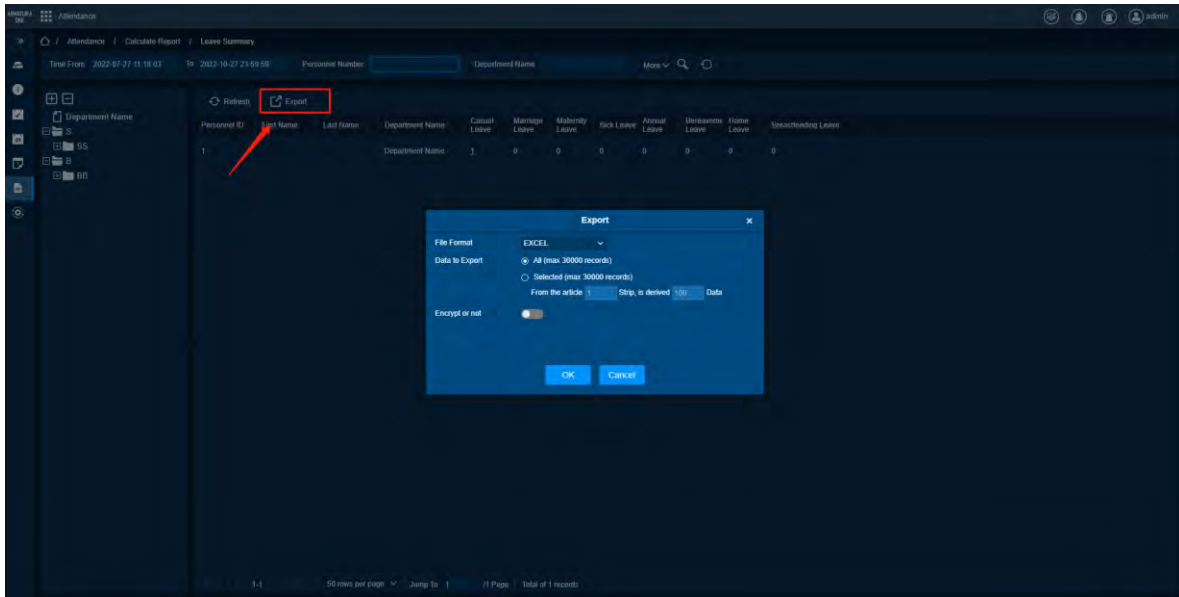 ARMATURA ONE Attendance admin
/ Attendance / Calculate Report / Leave Summary
Time From 2022-07-27 11:18:03 To 2022-10-27 23:59:59 Personnel Number Department Name More
Refresh Export
Department Name
S
SS
B
BB
Personnel ID First Name Last Name Department Name Casual Leave Marriage Leave Maternity Leave Sick Leave Annual Leave Home Leave Breastfeeding Leave
1 Department Name 1 0 0 0 0 0 0 0
Export ×
File Format EXCEL
Data to Export All (max 30000 records)
Selected (max 30000 records)
From the article 1 Strip, is derived 100 Data
Encrypt or not
OK Cancel
1-1 50 rows per page Jump To 1 /1 Page Total of 1 records